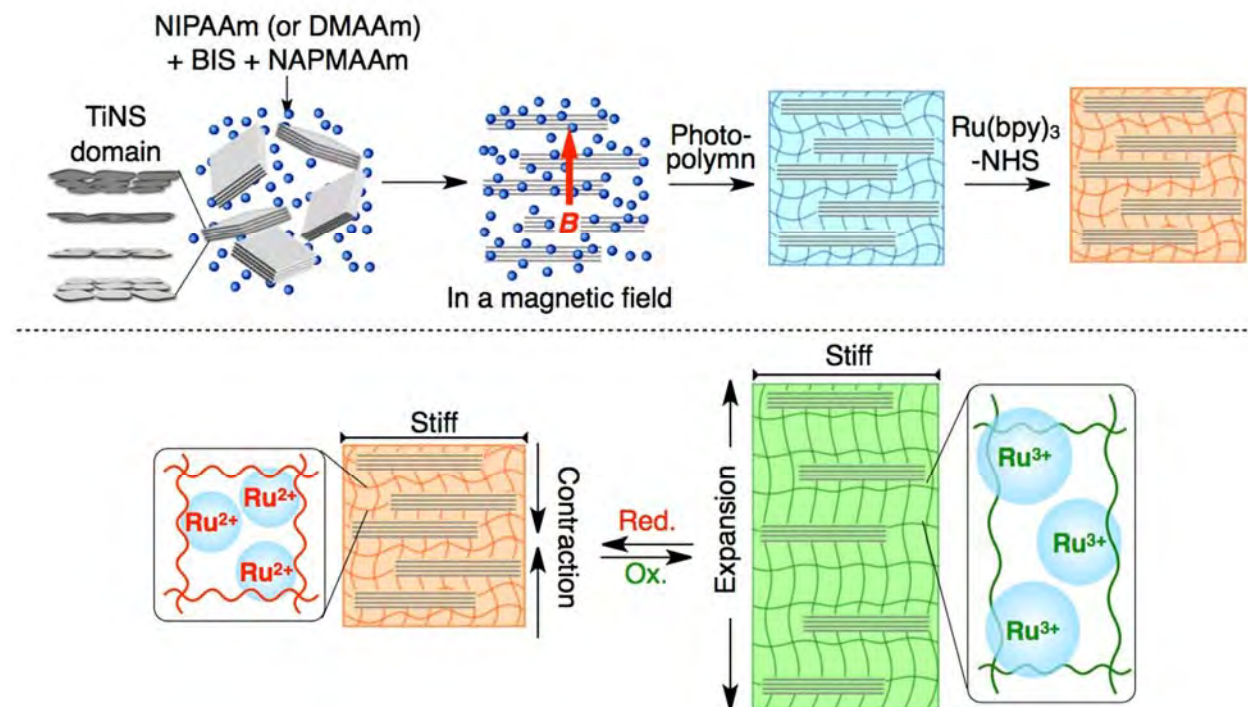 NIPAAm (or DMAAm)
+ BIS + NAPMAAm
TiNS
domain
B
In a magnetic field
Photo-
polymn
Ru(bpy)₃
-NHS
Stiff
Stiff
Ru²⁺
Ru²⁺
Ru²⁺
Contraction
Red.
Ox.
Expansion
Ru³⁺
Ru³⁺
Ru³⁺